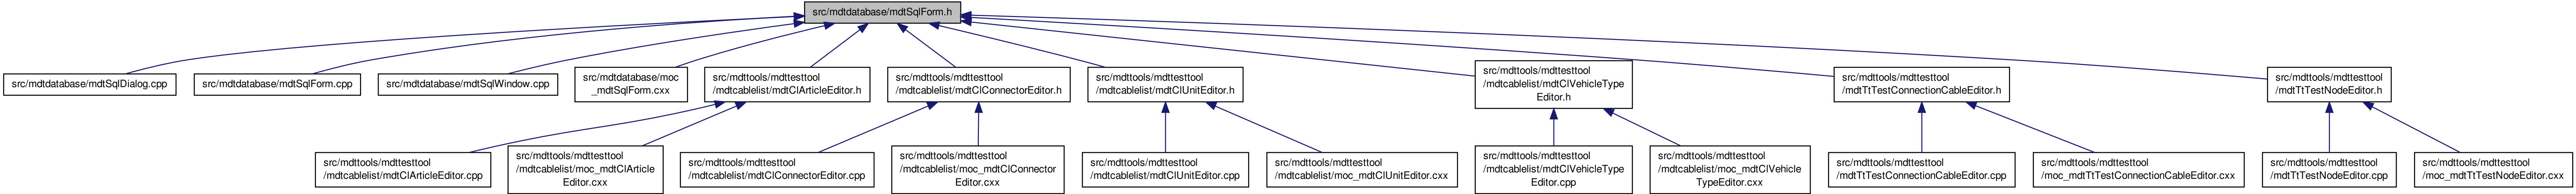 src/mdtdatabase/mdtSqlForm.h
src/mdtdatabase/mdtSqlDialog.cpp
src/mdtdatabase/mdtSqlForm.cpp
src/mdtdatabase/mdtSqlWindow.cpp
src/mdtdatabase/moc
_mdtSqlForm.cxx
src/mdttools/mdttesttool
/mdtcablelist/mdtClArticleEditor.h
src/mdttools/mdttesttool
/mdtcablelist/mdtClConnectorEditor.h
src/mdttools/mdttesttool
/mdtcablelist/mdtClUnitEditor.h
src/mdttools/mdttesttool
/mdtcablelist/mdtClVehicleType
Editor.h
src/mdttools/mdttesttool
/mdtTtTestConnectionCableEditor.h
src/mdttools/mdttesttool
/mdtTtTestNodeEditor.h
src/mdttools/mdttesttool
/mdtcablelist/mdtClArticleEditor.cpp
src/mdttools/mdttesttool
/mdtcablelist/moc_mdtClArticle
Editor.cxx
src/mdttools/mdttesttool
/mdtcablelist/mdtClConnectorEditor.cpp
src/mdttools/mdttesttool
/mdtcablelist/moc_mdtClConnector
Editor.cxx
src/mdttools/mdttesttool
/mdtcablelist/mdtClUnitEditor.cpp
src/mdttools/mdttesttool
/mdtcablelist/moc_mdtClUnitEditor.cxx
src/mdttools/mdttesttool
/mdtcablelist/mdtClVehicleType
Editor.cpp
src/mdttools/mdttesttool
/mdtcablelist/moc_mdtClVehicle
TypeEditor.cxx
src/mdttools/mdttesttool
/mdtTtTestConnectionCableEditor.cpp
src/mdttools/mdttesttool
/moc_mdtTtTestConnectionCableEditor.cxx
src/mdttools/mdttesttool
/mdtTtTestNodeEditor.cpp
src/mdttools/mdttesttool
/moc_mdtTtTestNodeEditor.cxx